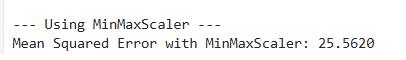 --- Using MinMaxScaler ---
Mean Squared Error with MinMaxScaler: 25.5620